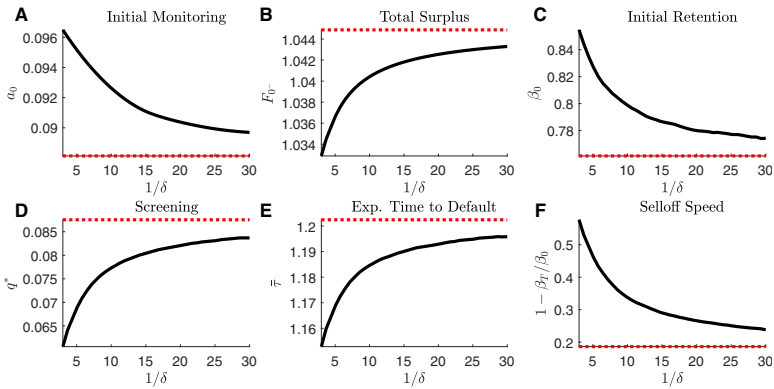 A Initial Monitoring
0.096
0.094
0.092
0.09
a₀
5 10 15 20 25 30
1/δ
B Total Surplus
1.044
1.042
1.04
1.038
1.036
1.034
F₀⁻
5 10 15 20 25 30
1/δ
C Initial Retention
0.84
0.82
0.8
0.78
β₀
5 10 15 20 25 30
1/δ
D Screening
0.085
0.08
0.075
0.07
0.065
q*
5 10 15 20 25 30
1/δ
E Exp. Time to Default
1.2
1.19
1.18
1.17
1.16
τ̿
5 10 15 20 25 30
1/δ
F Selloff Speed
0.5
0.4
0.3
0.2
1 − β_T/β₀
5 10 15 20 25 30
1/δ